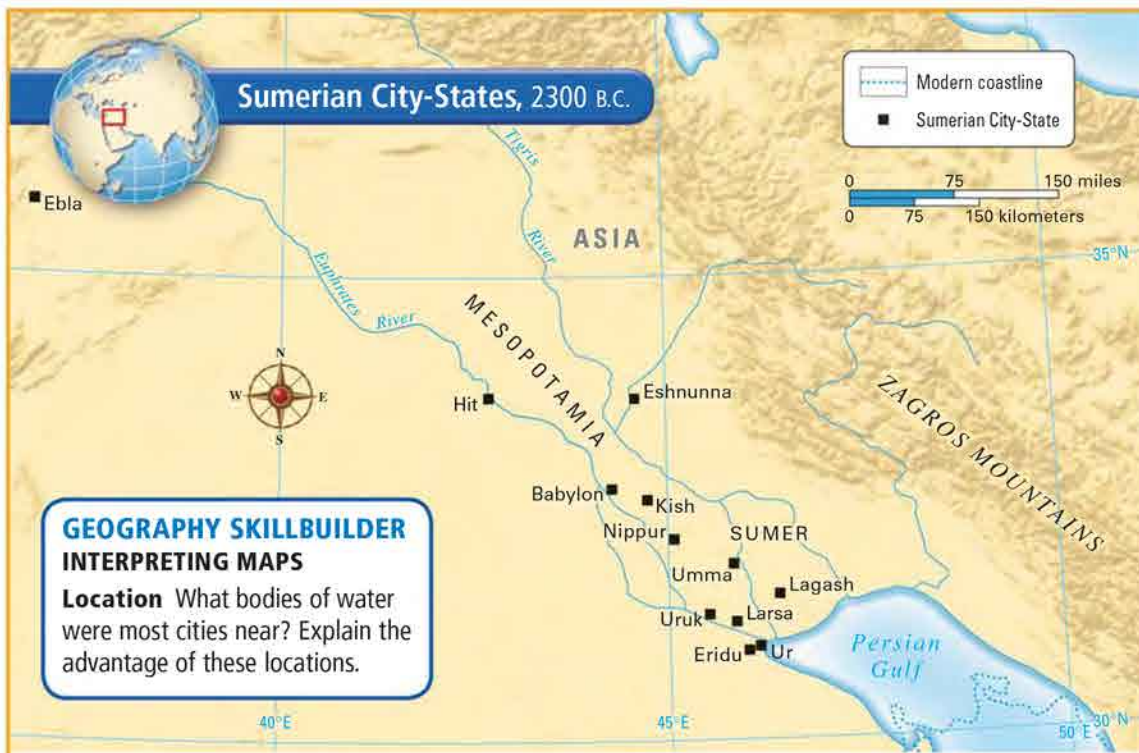 Sumerian City-States, 2300 B.C.
Modern coastline
Sumerian City-State
0 75 150 miles
0 75 150 kilometers
Ebla
Tigris
River
ASIA
35°N
Euphrates
River
MESOPOTAMIA
N
W E
S
Hit
Eshnunna
ZAGROS MOUNTAINS
Babylon
Kish
Nippur
SUMER
Umma
Lagash
Uruk
Larsa
Eridu
Ur
Persian
Gulf
GEOGRAPHY SKILLBUILDER
INTERPRETING MAPS
Location What bodies of water
were most cities near? Explain the
advantage of these locations.
40°E
45°E
50°E
30°N